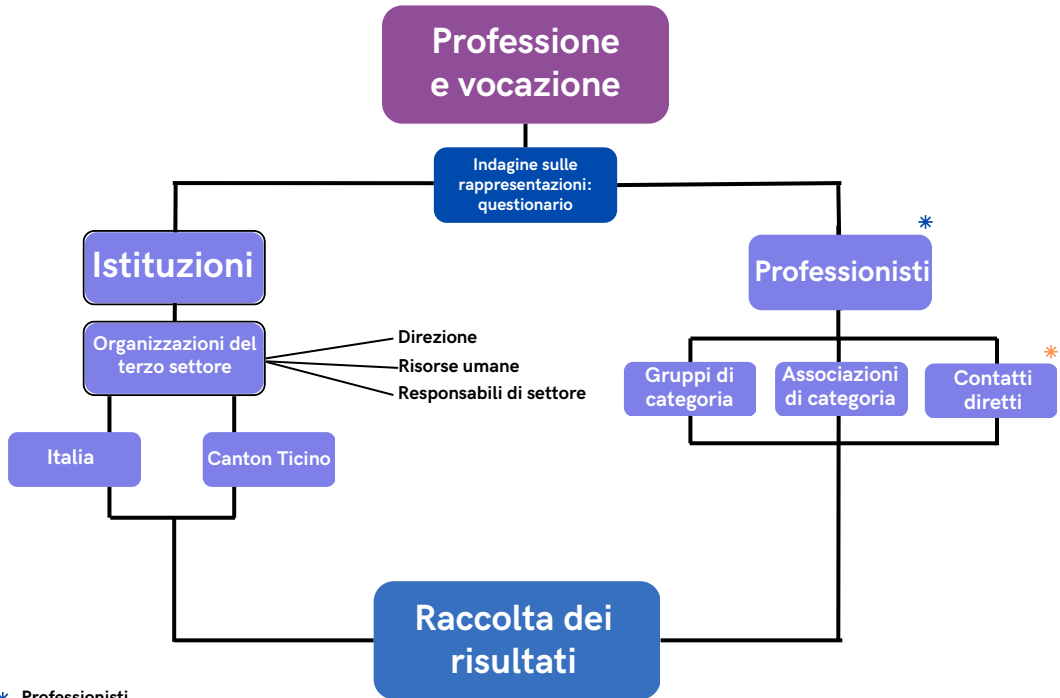 Professione
e vocazione
Indagine sulle
rappresentazioni:
questionario
Istituzioni
Professionisti
Organizzazioni del
terzo settore
Direzione
Risorse umane
Responsabili di settore
Gruppi di
categoria
Associazioni
di categoria
Contatti
diretti
Italia
Canton Ticino
Raccolta dei
risultati
Professionisti